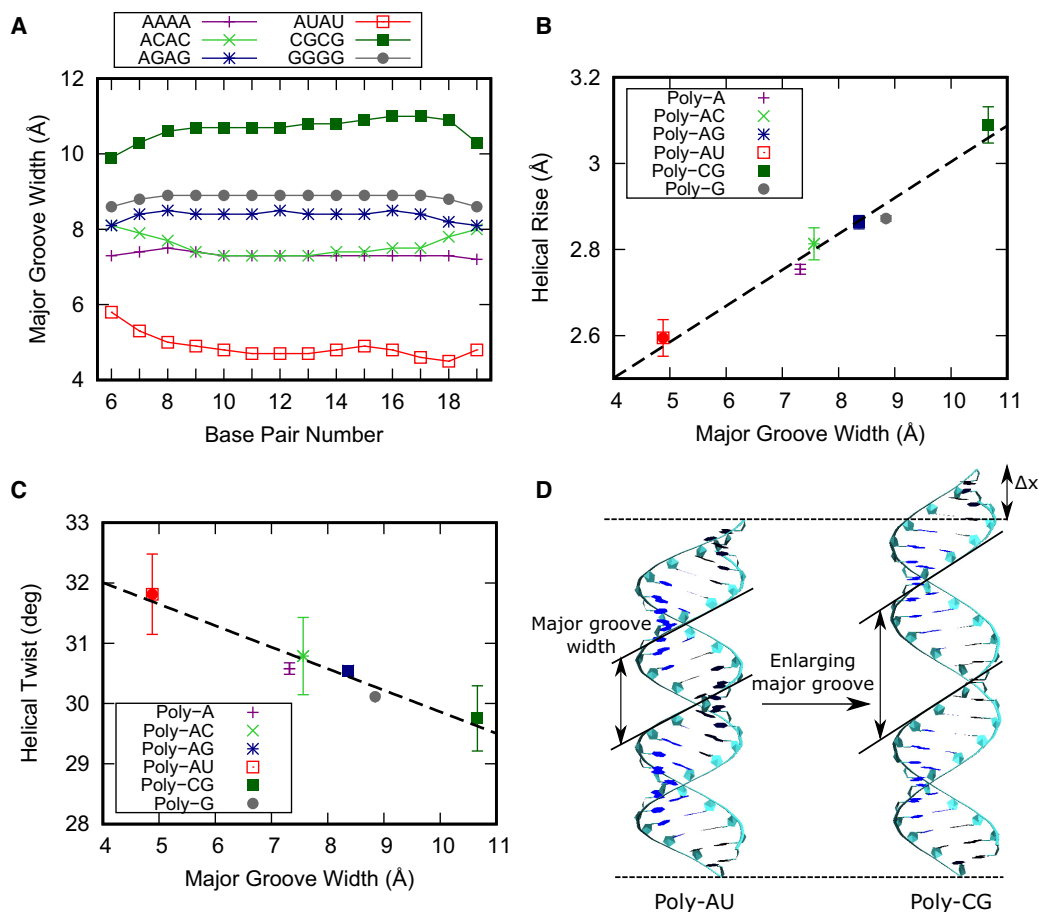 A
AAAA
ACAC
AGAG
AUAU
CGCG
GGGG
Major Groove Width (Å)
12
10
8
6
4
6 8 10 12 14 16 18
Base Pair Number
B
Poly−A
Poly−AC
Poly−AG
Poly−AU
Poly−CG
Poly−G
Helical Rise (Å)
3.2
3.0
2.8
2.6
4 5 6 7 8 9 10 11
Major Groove Width (Å)
C
Helical Twist (deg)
33
32
31
30
29
28
Poly−A
Poly−AC
Poly−AG
Poly−AU
Poly−CG
Poly−G
4 5 6 7 8 9 10 11
Major Groove Width (Å)
D
Δx
Major groove
width
Enlarging
major groove
Poly-AU
Poly-CG